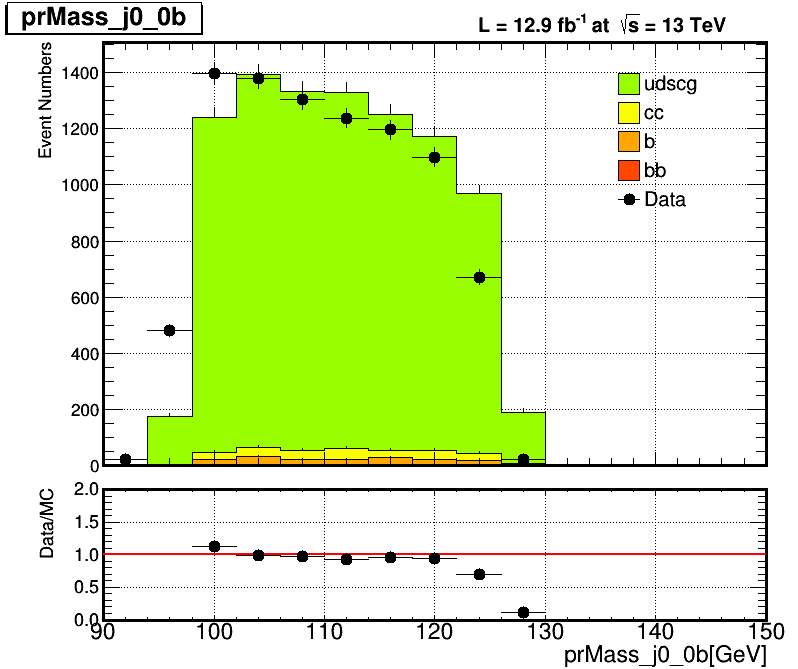 prMass_j0_0b
L = 12.9 fb⁻¹ at √s = 13 TeV
Event Numbers
1400
1200
1000
800
600
400
200
0
udscg
cc
b
bb
Data
Data/MC
2.0
1.5
1.0
0.5
0.0
90 100 110 120 130 140 150
prMass_j0_0b[GeV]